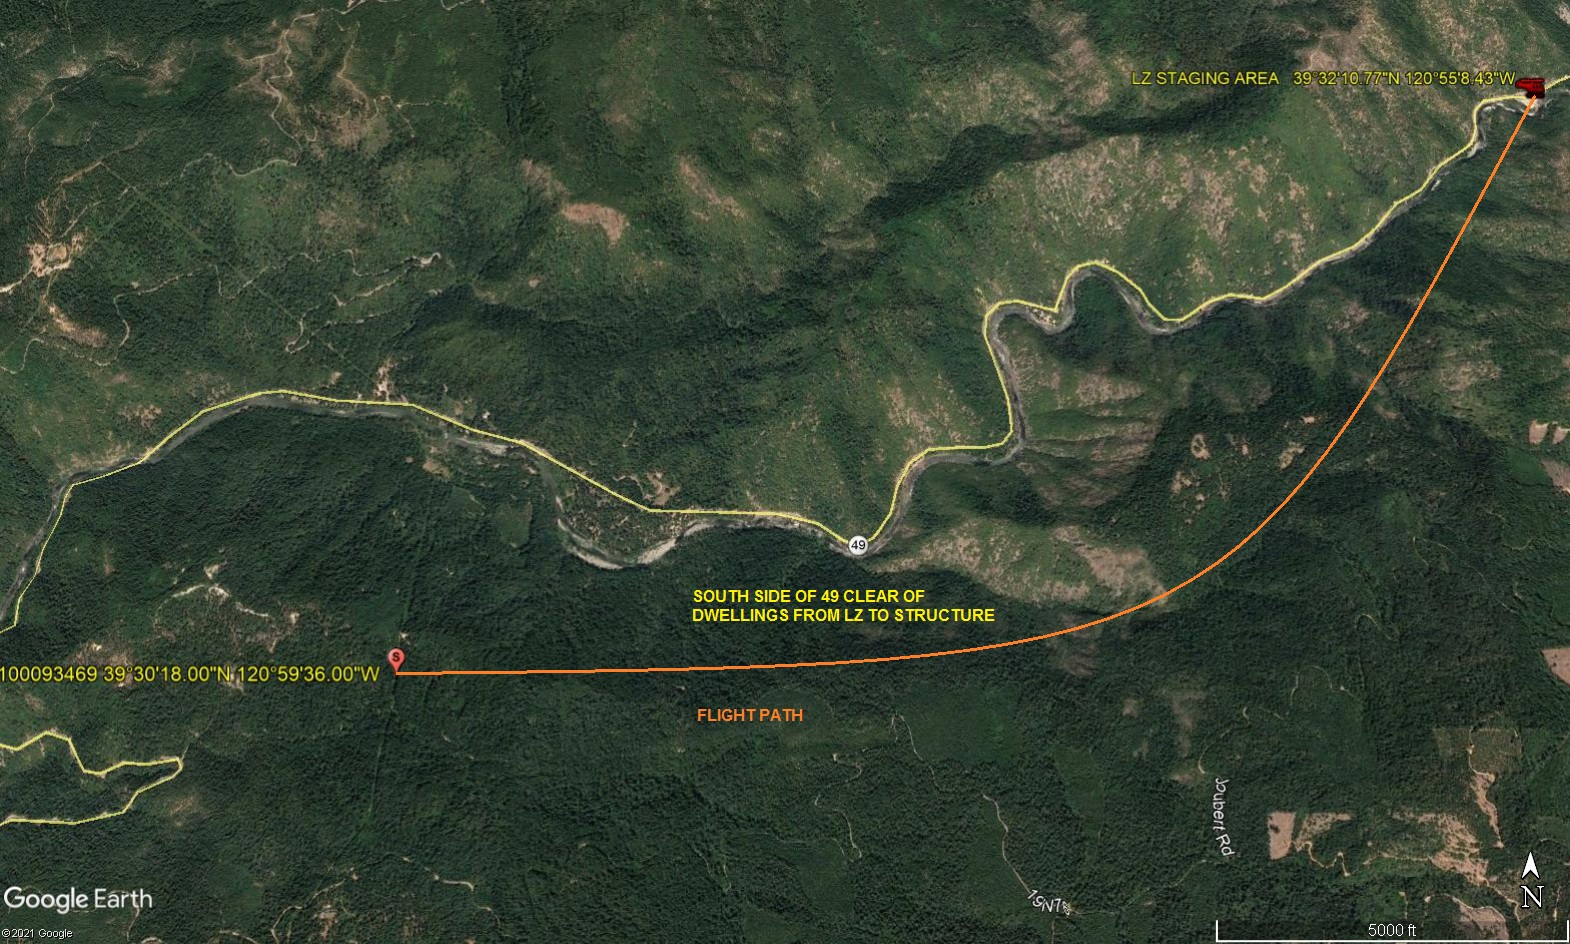 LZ STAGING AREA 39°32'10.77"N 120°55'8.43"W
49
SOUTH SIDE OF 49 CLEAR OF
DWELLINGS FROM LZ TO STRUCTURE
S
100093469 39°30'18.00"N 120°59'36.00"W
FLIGHT PATH
Joubert Rd
Google Earth
N
5000 ft
©2021 Google